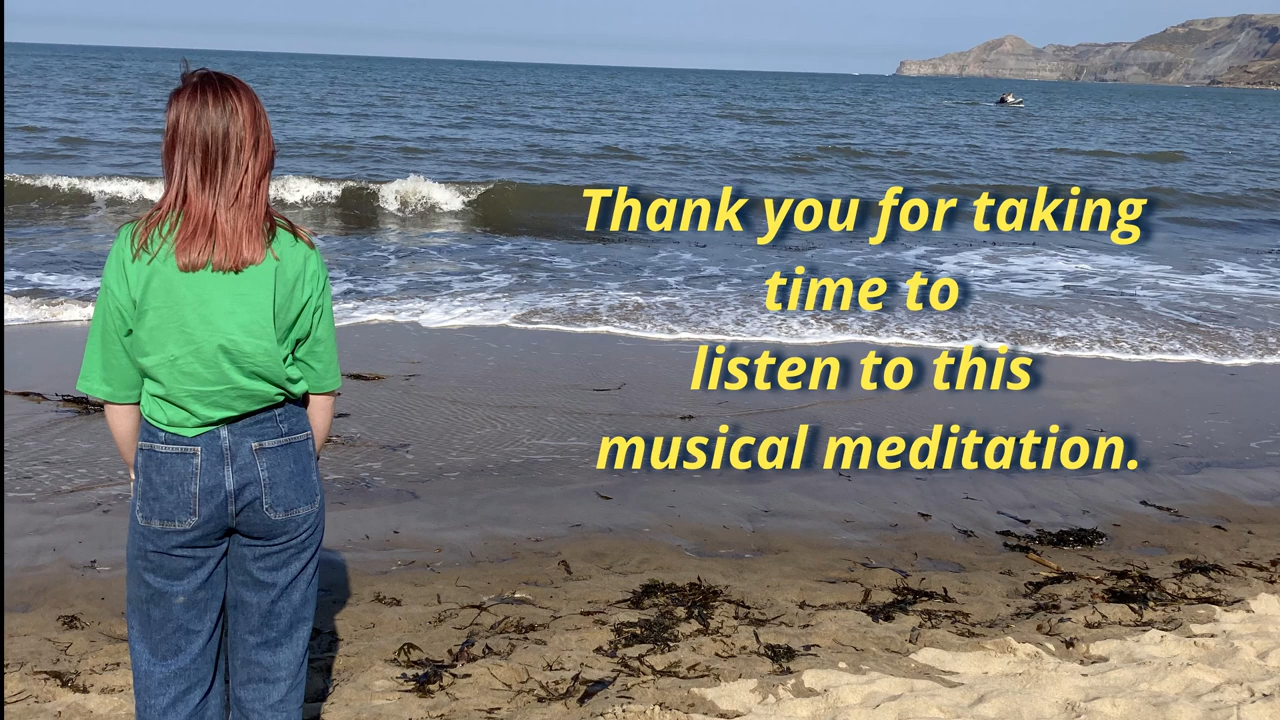 Thank you for taking
time to
listen to this
musical meditation.